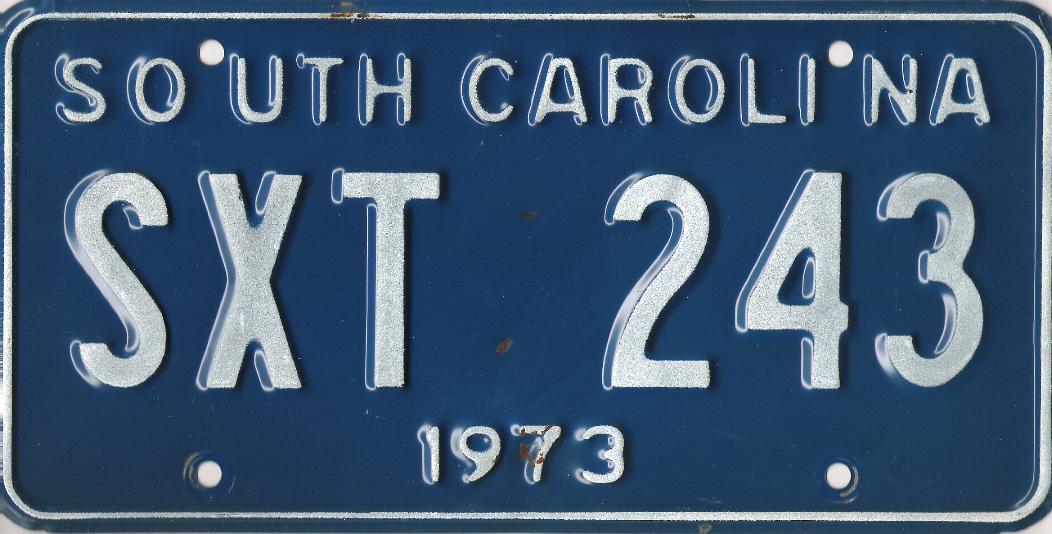 SOUTH CAROLINA
SXT 243
1973